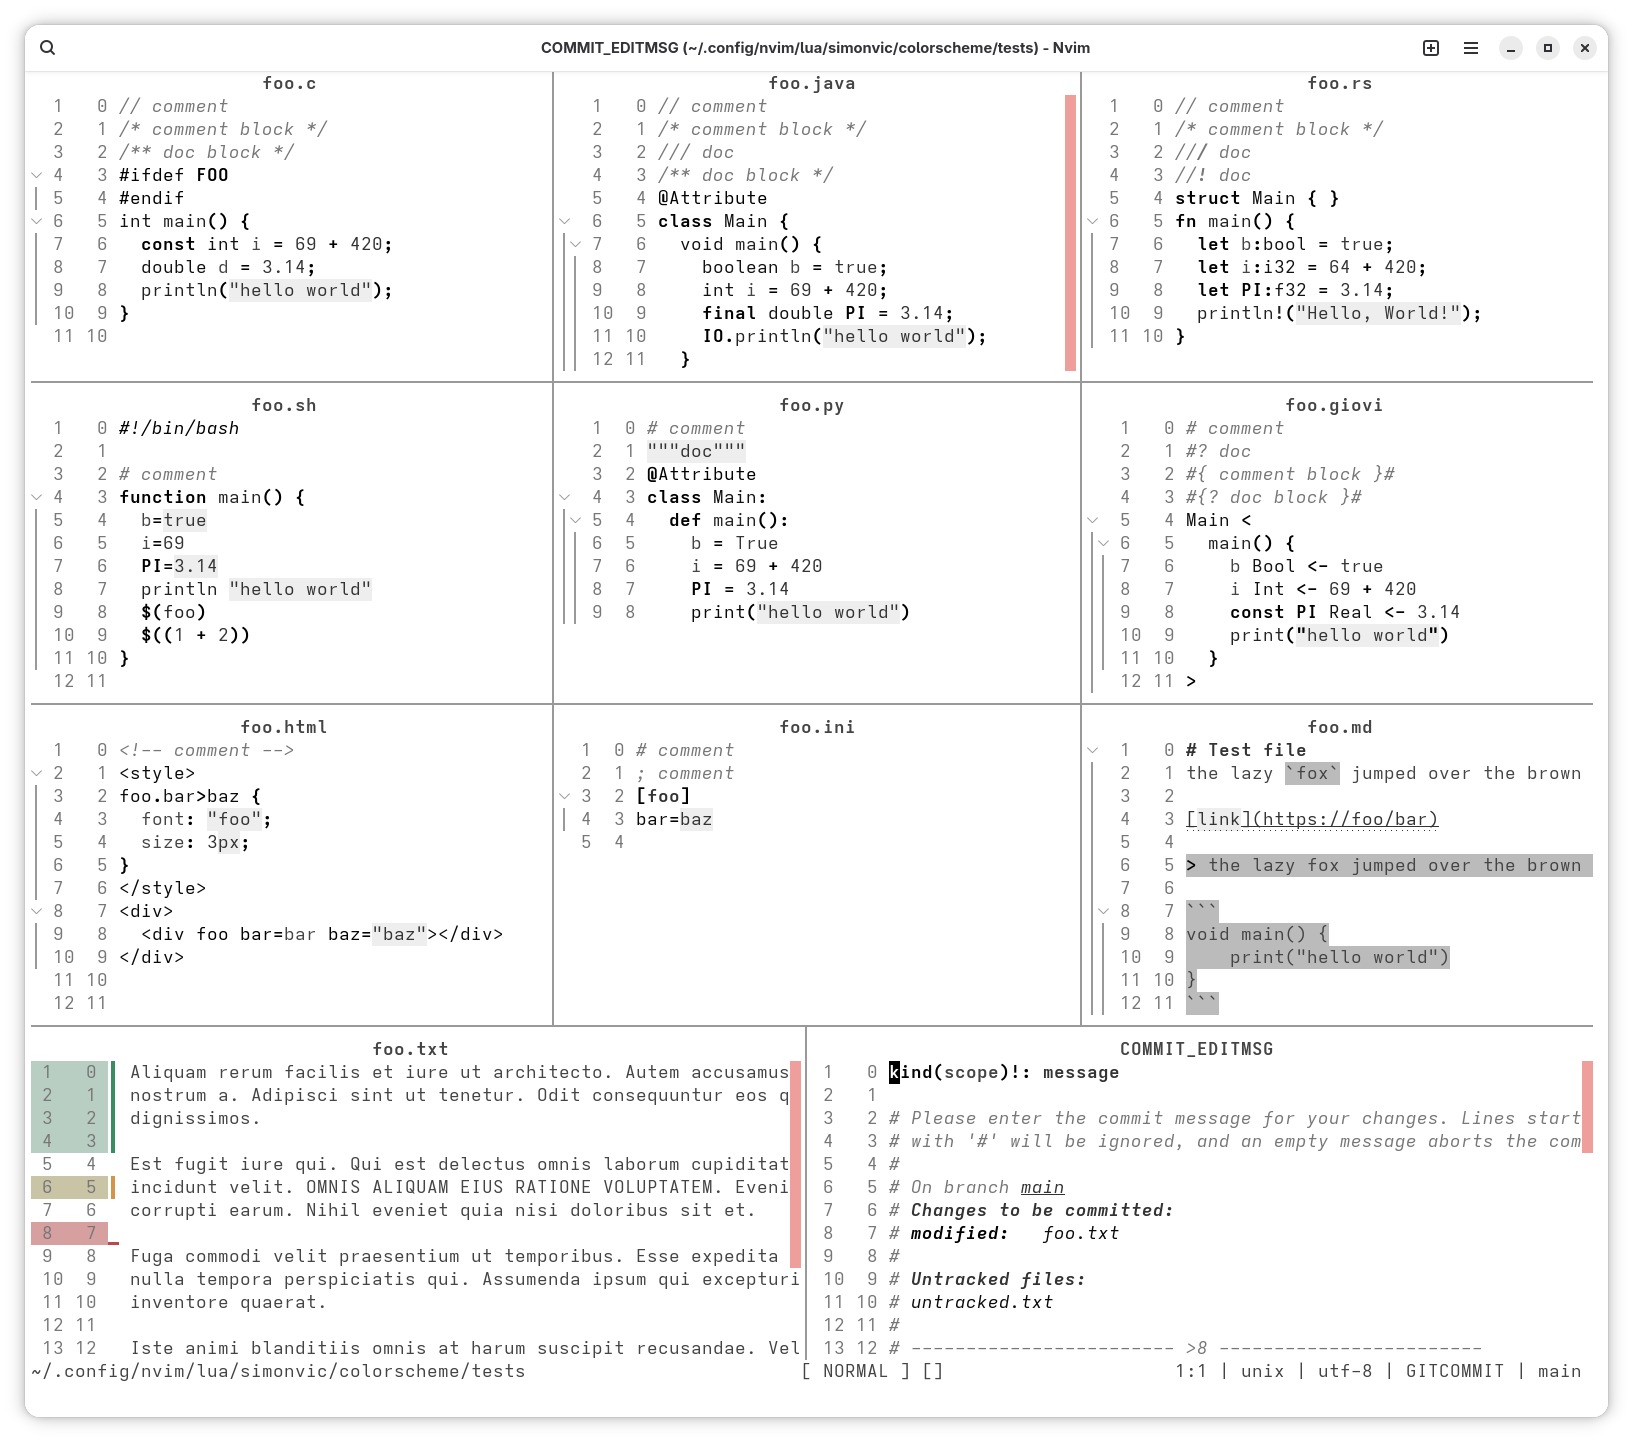 COMMIT_EDITMSG (~/.config/nvim/lua/simonvic/colorscheme/tests) - Nvim
foo.c
1 0 // comment
2 1 /* comment block */
3 2 /** doc block */
4 3 #ifdef FOO
5 4 #endif
6 5 int main() {
7 6   const int i = 69 + 420;
8 7   double d = 3.14;
9 8   println("hello world");
10 9 }
11 10
foo.java
1 0 // comment
2 1 /* comment block */
3 2 /// doc
4 3 /** doc block */
5 4 @Attribute
6 5 class Main {
7 6   void main() {
8 7     boolean b = true;
9 8     int i = 69 + 420;
10 9     final double PI = 3.14;
11 10     IO.println("hello world");
12 11   }
foo.rs
1 0 // comment
2 1 /* comment block */
3 2 /// doc
4 3 //! doc
5 4 struct Main { }
6 5 fn main() {
7 6   let b:bool = true;
8 7   let i:i32 = 64 + 420;
9 8   let PI:f32 = 3.14;
10 9   println!("Hello, World!");
11 10 }
foo.sh
1 0 #!/bin/bash
2 1
3 2 # comment
4 3 function main() {
5 4   b=true
6 5   i=69
7 6   PI=3.14
8 7   println "hello world"
9 8   $(foo)
10 9   $((1 + 2))
11 10 }
12 11
foo.py
1 0 # comment
2 1 """doc"""
3 2 @Attribute
4 3 class Main:
5 4   def main():
6 5     b = True
7 6     i = 69 + 420
8 7     PI = 3.14
9 8     print("hello world")
foo.giovi
1 0 # comment
2 1 #? doc
3 2 #{ comment block }#
4 3 #{? doc block }#
5 4 Main <
6 5   main() {
7 6     b Bool <- true
8 7     i Int <- 69 + 420
9 8     const PI Real <- 3.14
10 9     print("hello world")
11 10   }
12 11 >
foo.html
1 0 <!-- comment -->
2 1 <style>
3 2 foo.bar>baz {
4 3   font: "foo";
5 4   size: 3px;
6 5 }
7 6 </style>
8 7 <div>
9 8   <div foo bar=bar baz="baz"></div>
10 9 </div>
11 10
12 11
foo.ini
1 0 # comment
2 1 ; comment
3 2 [foo]
4 3 bar=baz
5 4
foo.md
1 0 # Test file
2 1 the lazy `fox` jumped over the brown
3 2
4 3 [link](https://foo/bar)
5 4
6 5 > the lazy fox jumped over the brown
7 6
8 7 ```
9 8 void main() {
10 9     print("hello world")
11 10 }
12 11 ```
foo.txt
1 0 Aliquam rerum facilis et iure ut architecto. Autem accusamus
2 1 nostrum a. Adipisci sint ut tenetur. Odit consequuntur eos q
3 2 dignissimos.
4 3
5 4 Est fugit iure qui. Qui est delectus omnis laborum cupiditat
6 5 incidunt velit. OMNIS ALIQUAM EIUS RATIONE VOLUPTATEM. Eveni
7 6 corrupti earum. Nihil eveniet quia nisi doloribus sit et.
8 7
9 8 Fuga commodi velit praesentium ut temporibus. Esse expedita
10 9 nulla tempora perspiciatis qui. Assumenda ipsum qui excepturi
11 10 inventore quaerat.
12 11
13 12 Iste animi blanditiis omnis at harum suscipit recusandae. Vel
COMMIT_EDITMSG
1 0 kind(scope)!: message
2 1
3 2 # Please enter the commit message for your changes. Lines start
4 3 # with '#' will be ignored, and an empty message aborts the com
5 4 #
6 5 # On branch main
7 6 # Changes to be committed:
8 7 # modified:   foo.txt
9 8 #
10 9 # Untracked files:
11 10 # untracked.txt
12 11 #
13 12 # ------------------------ >8 ------------------------
~/.config/nvim/lua/simonvic/colorscheme/tests [ NORMAL ] [] 1:1 | unix | utf-8 | GITCOMMIT | main